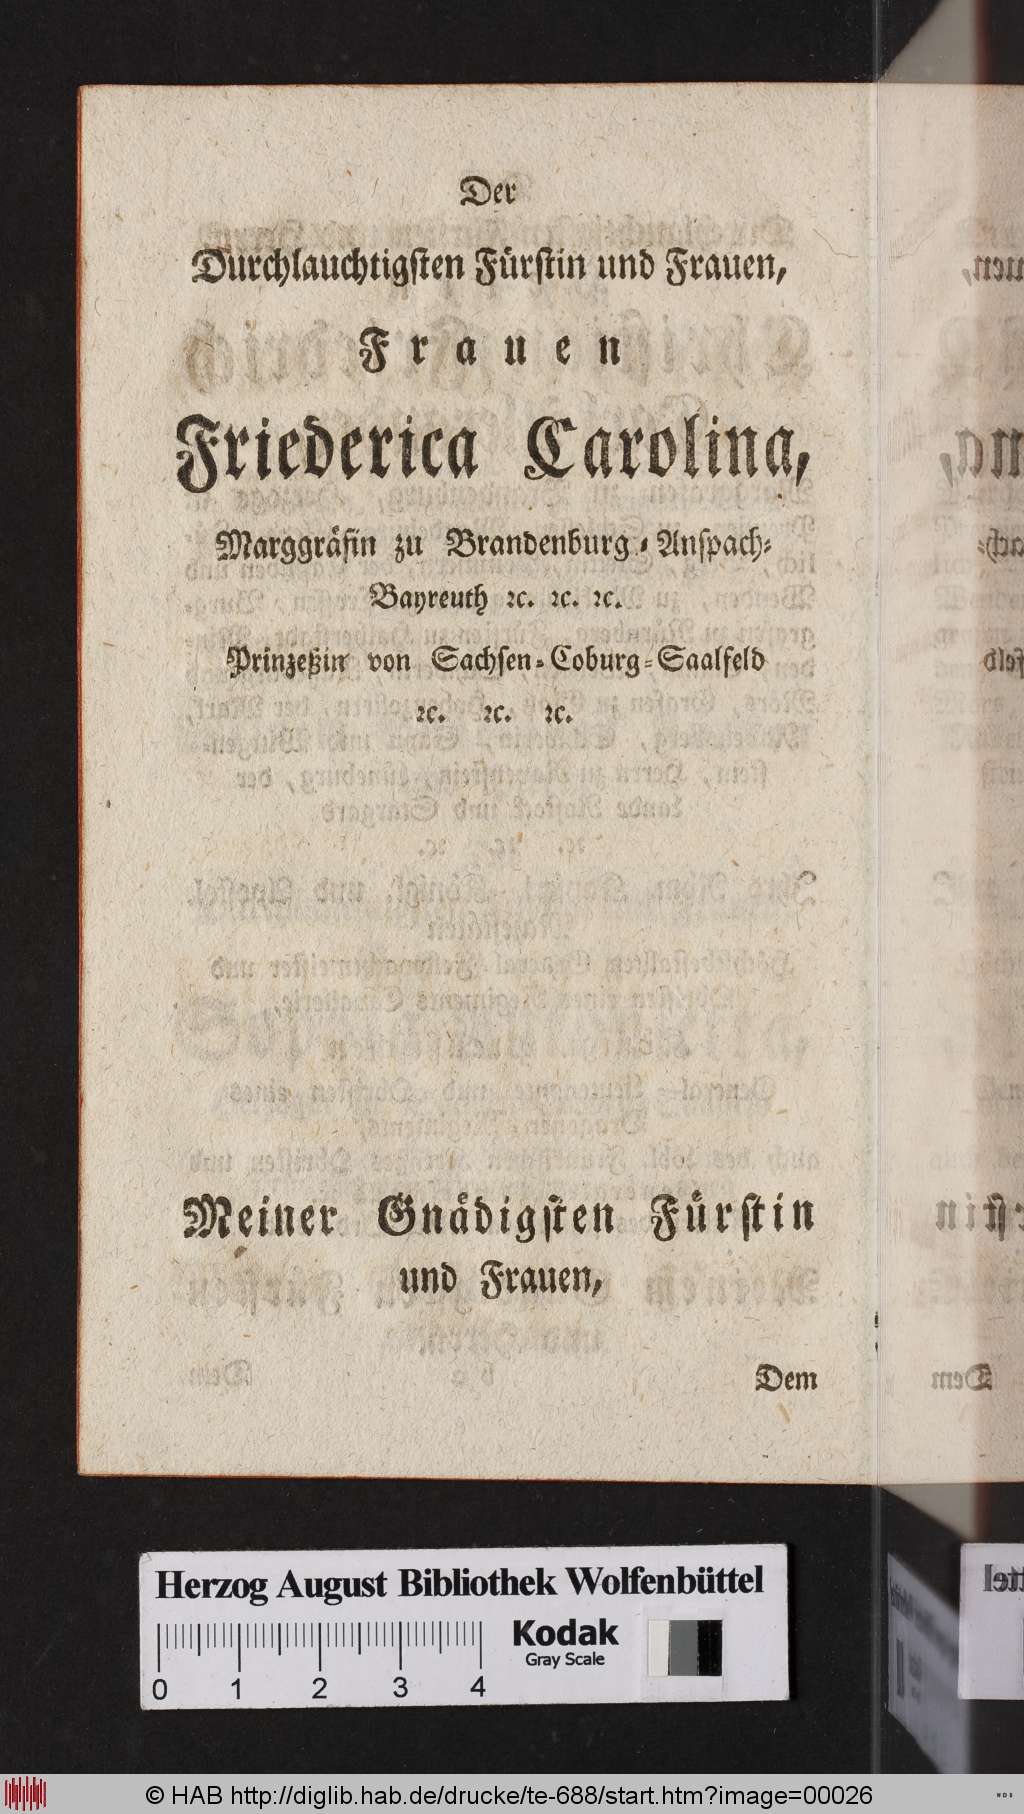 Der
Durchlauchtigsten Fürstin und Frauen,
Frauen
Friederica Carolina,
Marggräfin zu Brandenburg-Anspach-
Bayreuth ꝛc. ꝛc. ꝛc.
Prinzeßin von Sachsen-Coburg-Saalfeld
ꝛc. ꝛc. ꝛc.
Meiner Gnädigsten Fürstin
und Frauen,
Dem
Herzog August Bibliothek Wolfenbüttel
0 1 2 3 4
Kodak
Gray Scale
© HAB http://diglib.hab.de/drucke/te-688/start.htm?image=00026